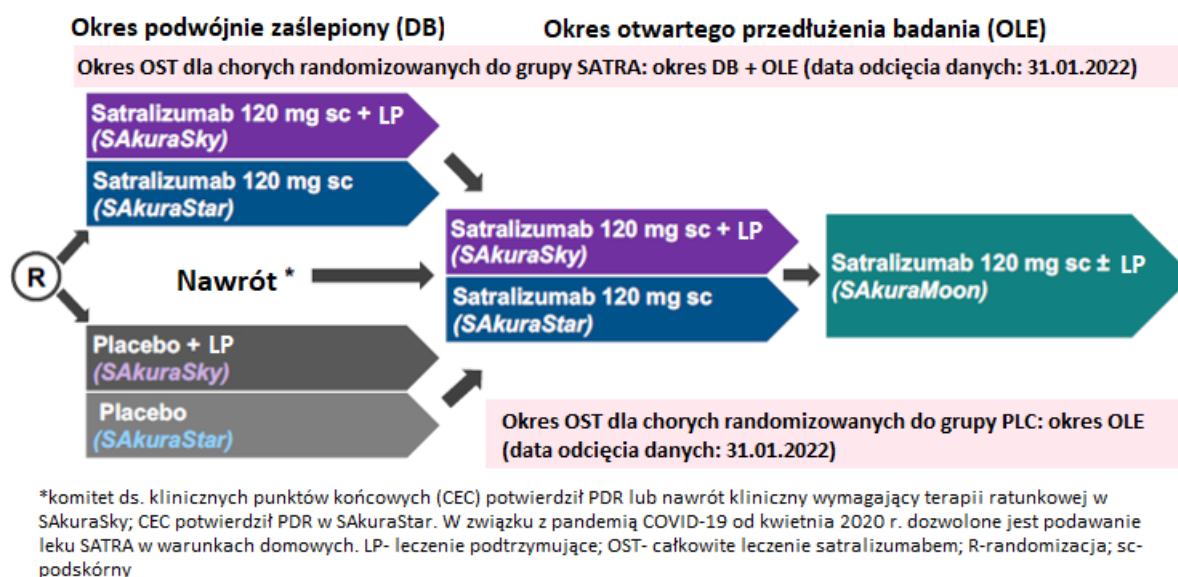 Okres podwójnie zaślepiony (DB)
Okres otwartego przedłużenia badania (OLE)
Okres OST dla chorych randomizowanych do grupy SATRA: okres DB + OLE (data odcięcia danych: 31.01.2022)
Satralizumab 120 mg sc + LP
(SAkuraSky)
Satralizumab 120 mg sc
(SAkuraStar)
R
Nawrót *
Satralizumab 120 mg sc + LP
(SAkuraSky)
Satralizumab 120 mg sc
(SAkuraStar)
Satralizumab 120 mg sc ± LP
(SAkuraMoon)
Placebo + LP
(SAkuraSky)
Placebo
(SAkuraStar)
Okres OST dla chorych randomizowanych do grupy PLC: okres OLE
(data odcięcia danych: 31.01.2022)
*komitet ds. klinicznych punktów końcowych (CEC) potwierdził PDR lub nawrót kliniczny wymagający terapii ratunkowej w
SAkuraSky; CEC potwierdził PDR w SAkuraStar. W związku z pandemią COVID-19 od kwietnia 2020 r. dozwolone jest podawanie
leku SATRA w warunkach domowych. LP- leczenie podtrzymujące; OST- całkowite leczenie satralizumabem; R-randomizacja; sc-
podskórny